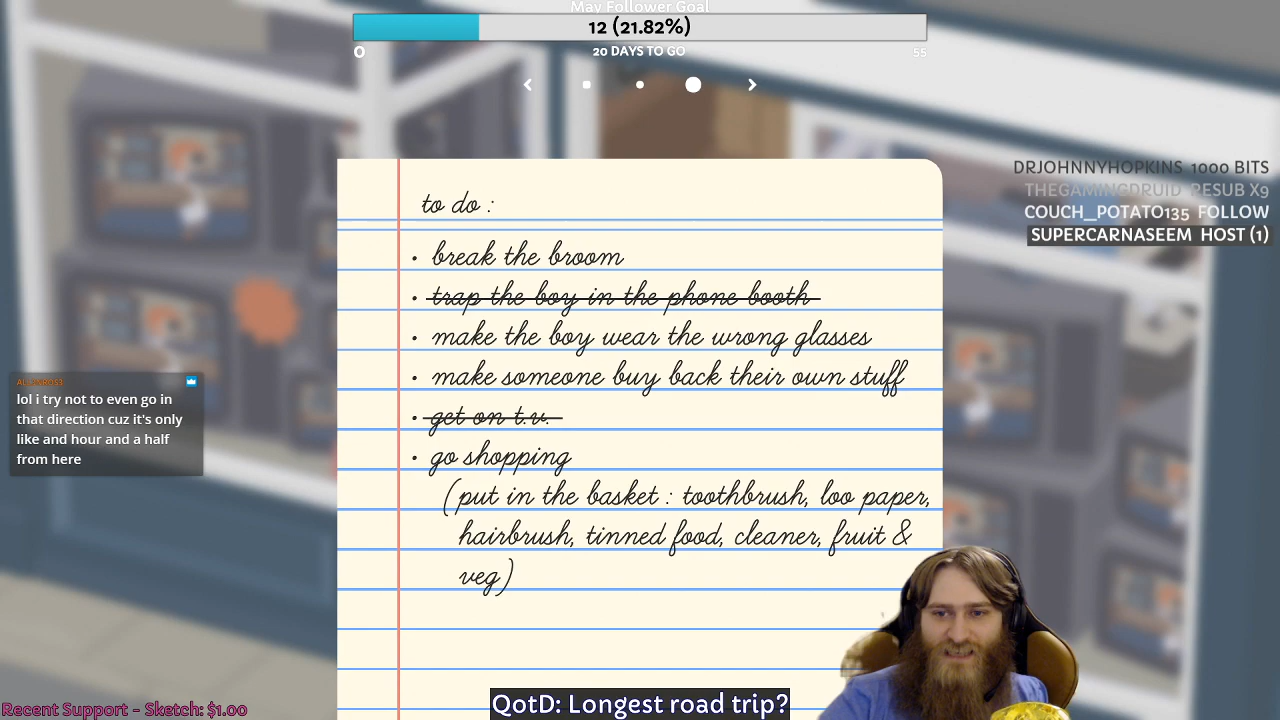 May Follower Goal
12 (21.82%)
0
20 DAYS TO GO
55
DRJOHNNYHOPKINS 1000 BITS
THEGAMINGDRUID RESUB X9
COUCH_POTATO135 FOLLOW
SUPERCARNASEEM HOST (1)
to do :
• break the broom
• trap the boy in the phone booth
• make the boy wear the wrong glasses
• make someone buy back their own stuff
• get on t.v.
• go shopping
(put in the basket : toothbrush, loo paper,
hairbrush, tinned food, cleaner, fruit &
veg)
lol i try not to even go in
that direction cuz it's only
like and hour and a half
from here
Recent Support - Sketch: $1.00
QotD: Longest road trip?